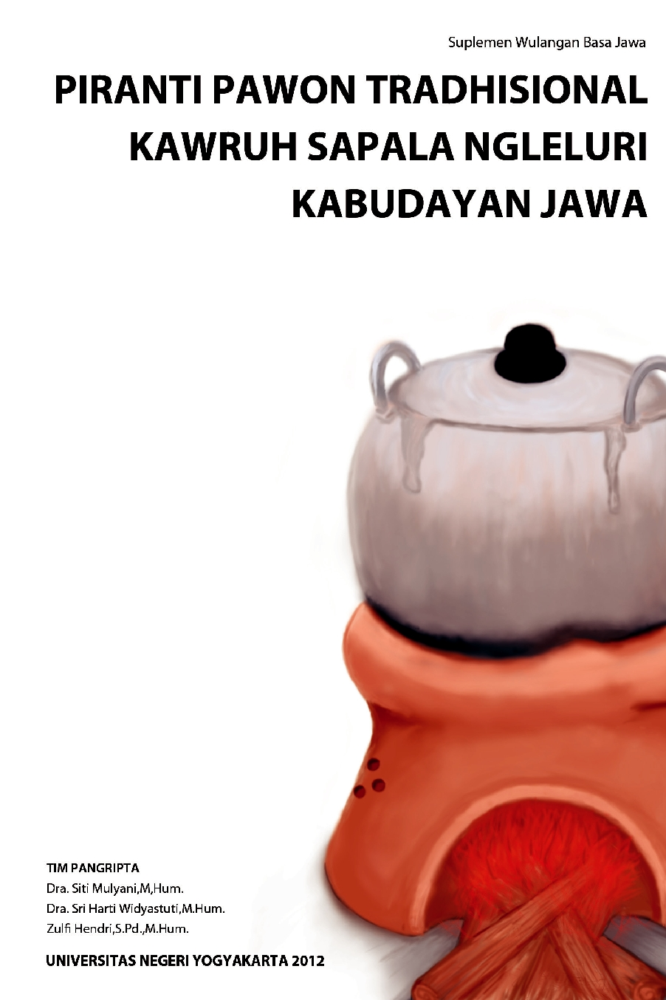 Suplemen Wulangan Basa Jawa
PIRANTI PAWON TRADHISIONAL
KAWRUH SAPALA NGLELURI
KABUDAYAN JAWA
TIM PANGRIPTA
Dra. Siti Mulyani,M,Hum.
Dra. Sri Harti Widyastuti,M.Hum.
Zulfi Hendri,S.Pd.,M.Hum.
UNIVERSITAS NEGERI YOGYAKARTA 2012